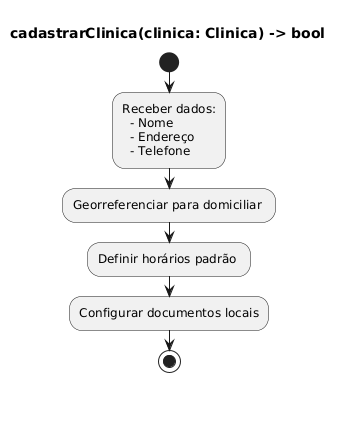 cadastrarClinica(clinica: Clinica) -> bool
Receber dados:
- Nome
- Endereço
- Telefone
Georreferenciar para domiciliar
Definir horários padrão
Configurar documentos locais